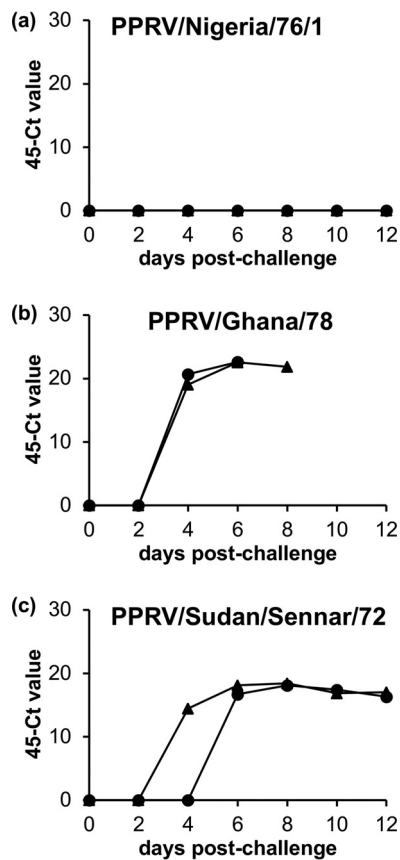 (a) PPRV/Nigeria/76/1
30
20
10
0
45-Ct value
0 2 4 6 8 10 12
days post-challenge
(b) PPRV/Ghana/78
30
20
10
0
45-Ct value
0 2 4 6 8 10 12
days post-challenge
(c) PPRV/Sudan/Sennar/72
30
20
10
0
45-Ct value
0 2 4 6 8 10 12
days post-challenge